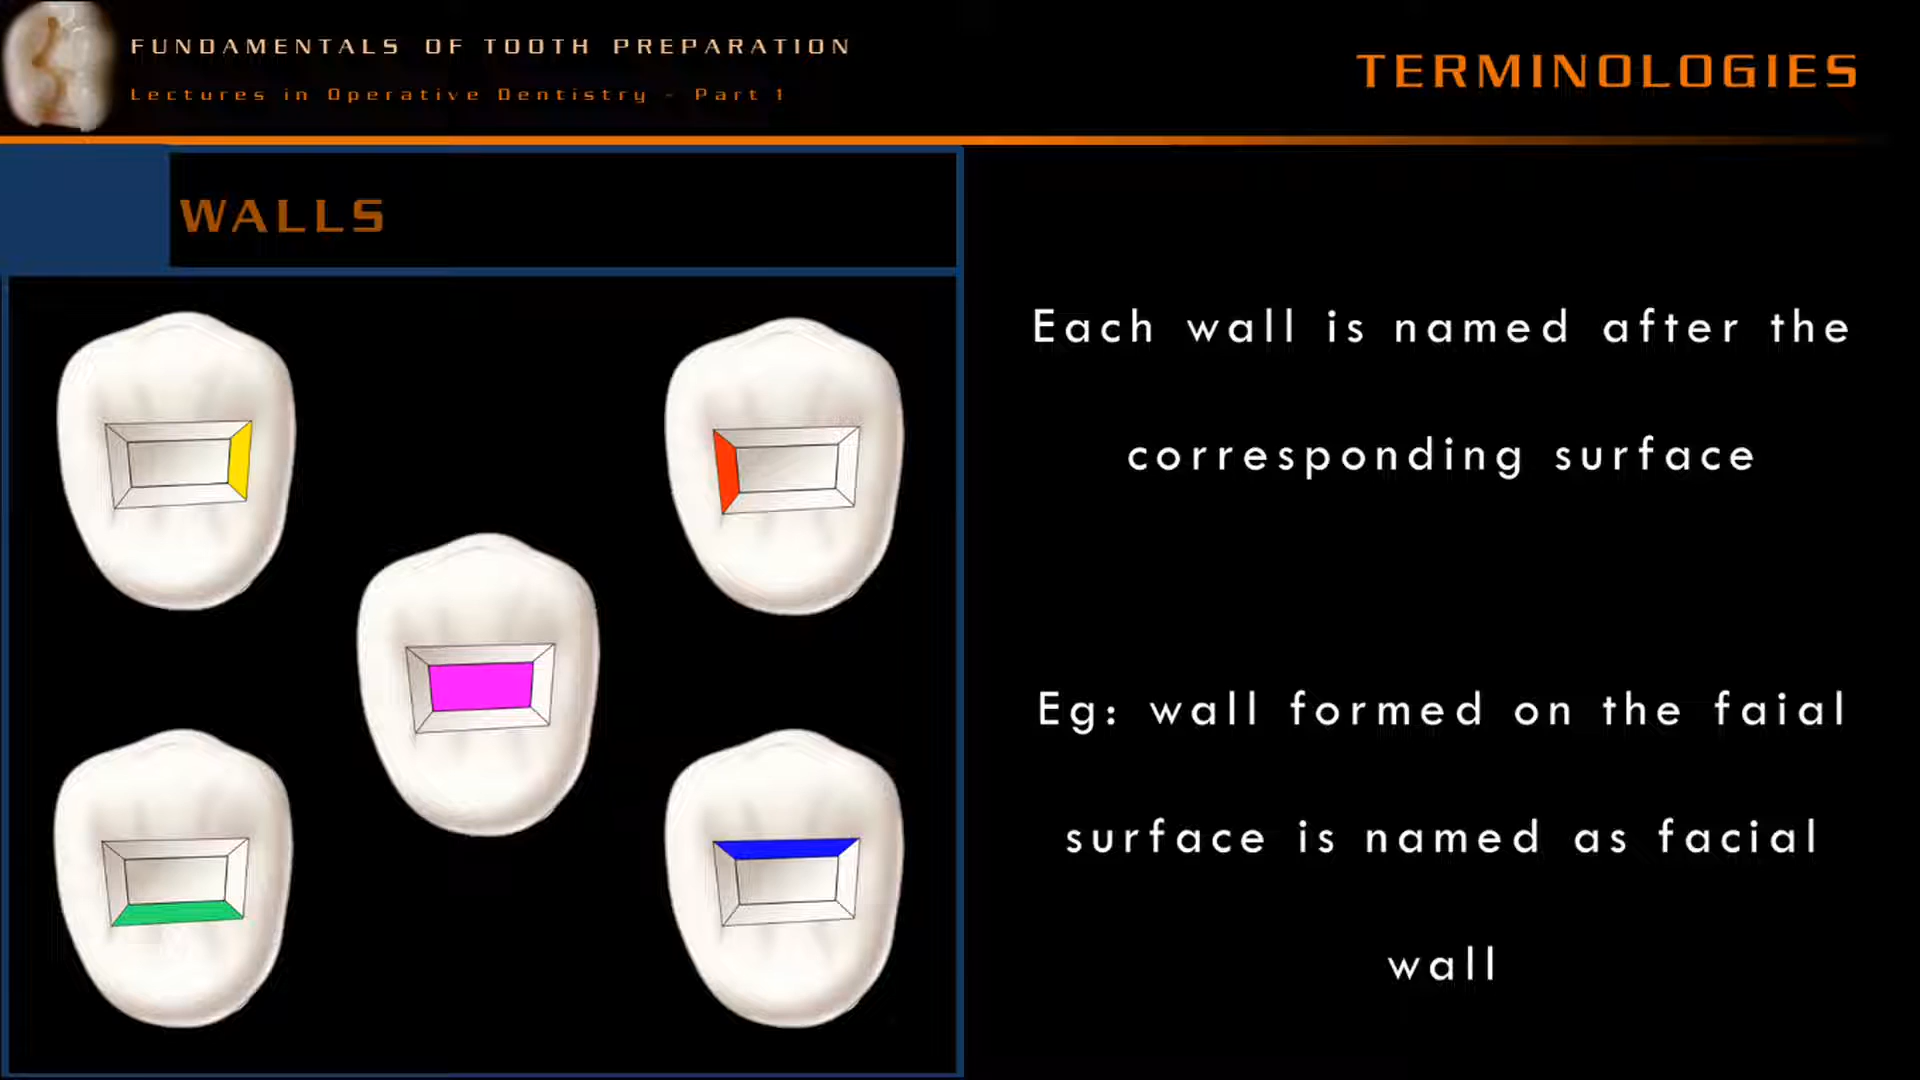 FUNDAMENTALS OF TOOTH PREPARATION
Lectures in Operative Dentistry - Part 1
TERMINOLOGIES
WALLS
Each wall is named after the
corresponding surface
Eg: wall formed on the faial
surface is named as facial
wall